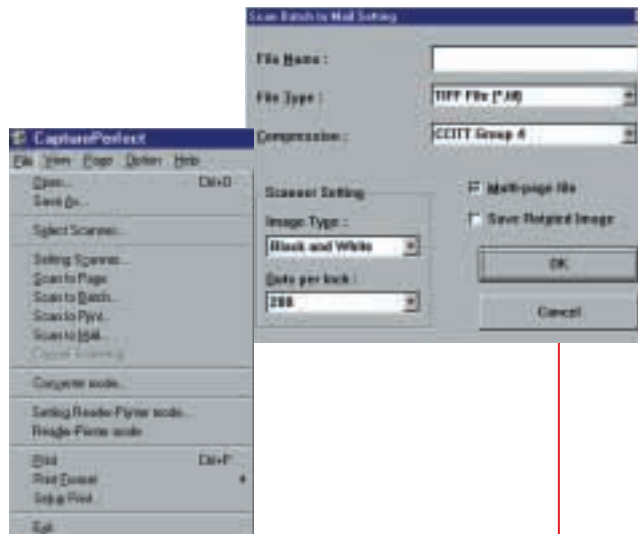 Scan Batch to Mail Setting
File Name :
File Type :
TIFF File (*.tif)
Compression :
CCITT Group 4
Scanner Setting
Image Type :
Black and White
Dots per Inch :
200
Multi-page file
Save Rotated Image
OK
Cancel
CapturePerfect
File View Page Option Help
Open... Ctrl+O
Save As...
Select Scanner...
Setting Scanner...
Scan to Page
Scan to Batch...
Scan to Print...
Scan to Mail...
Cancel Scanning
Converter mode...
Setting Reader-Printer mode...
Reader-Printer mode
Print Ctrl+P
Print Format
Setup Print...
Exit